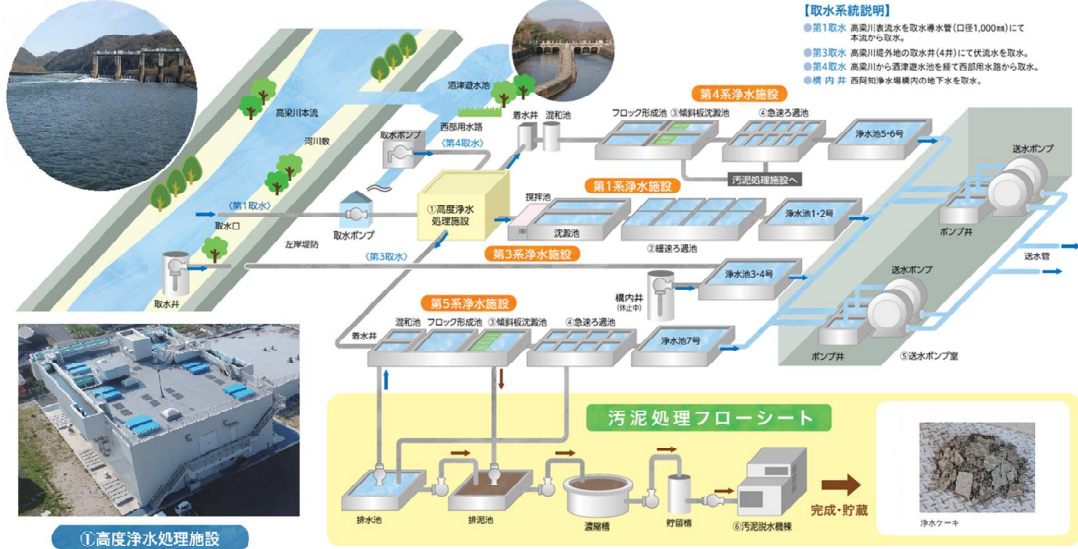 【取水系統説明】
●第1取水 高梁川表流水を取水導水管(口径1,000mm)にて
本流から取水。
●第3取水 高梁川堤外地の取水井(4井)にて伏流水を取水。
●第4取水 高梁川から酒津遊水池を経て西部用水路から取水。
●横内井 西阿知浄水場構内の地下水を取水。
酒津遊水池
高梁川本流
西部用水路
河川敷
取水ポンプ
〈第4取水〉
着水井
混和池
第4系浄水施設
フロック形成池
③傾斜板沈澱池
④急速ろ過池
浄水池5・6号
汚泥処理施設へ
送水ポンプ
ポンプ井
〈第1取水〉
取水口
取水ポンプ
左岸堤防
①高度浄水
処理施設
第1系浄水施設
撹拌池
沈澱池
②緩速ろ過池
浄水池1・2号
送水管
〈第3取水〉
第3系浄水施設
取水井
浄水池3・4号
構内井
(休止中)
送水ポンプ
ポンプ井
⑤送水ポンプ室
第5系浄水施設
着水井
混和池
フロック形成池
③傾斜板沈澱池
④急速ろ過池
浄水池7号
汚泥処理フローシート
排水池
排泥池
濃縮槽
貯留槽
⑥汚泥脱水機棟
完成・貯蔵
浄水ケーキ
①高度浄水処理施設